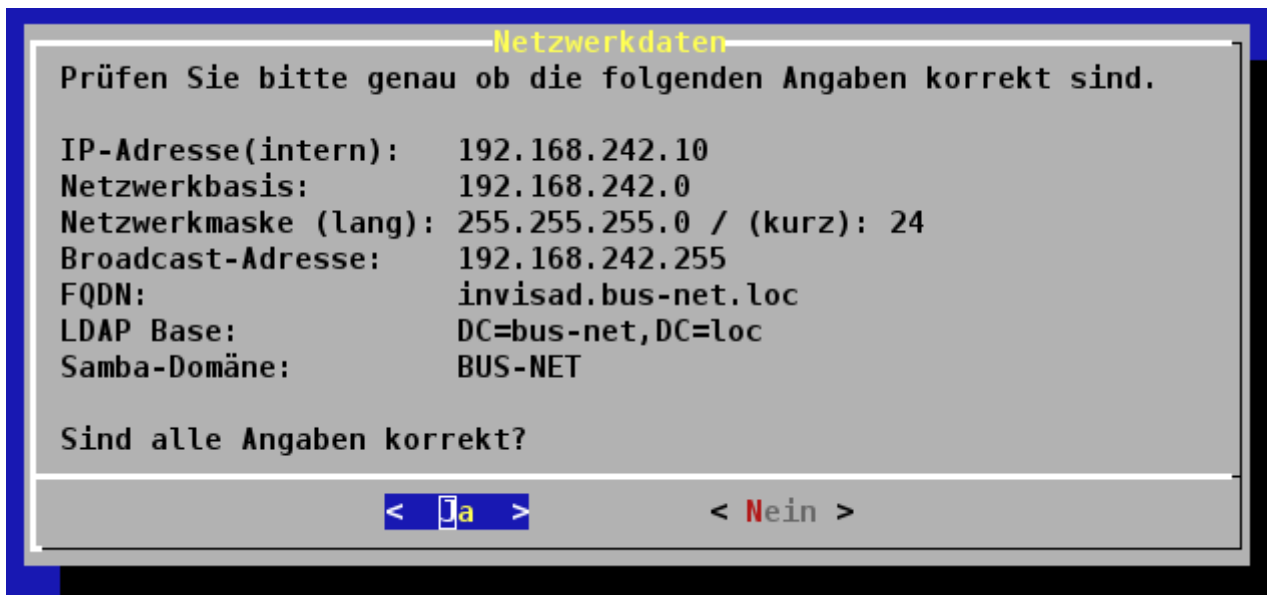 Netzwerkdaten
Prüfen Sie bitte genau ob die folgenden Angaben korrekt sind.
IP-Adresse(intern): 192.168.242.10
Netzwerkbasis: 192.168.242.0
Netzwerkmaske (lang): 255.255.255.0 / (kurz): 24
Broadcast-Adresse: 192.168.242.255
FQDN: invisad.bus-net.loc
LDAP Base: DC=bus-net,DC=loc
Samba-Domäne: BUS-NET
Sind alle Angaben korrekt?
< Ja > < Nein >